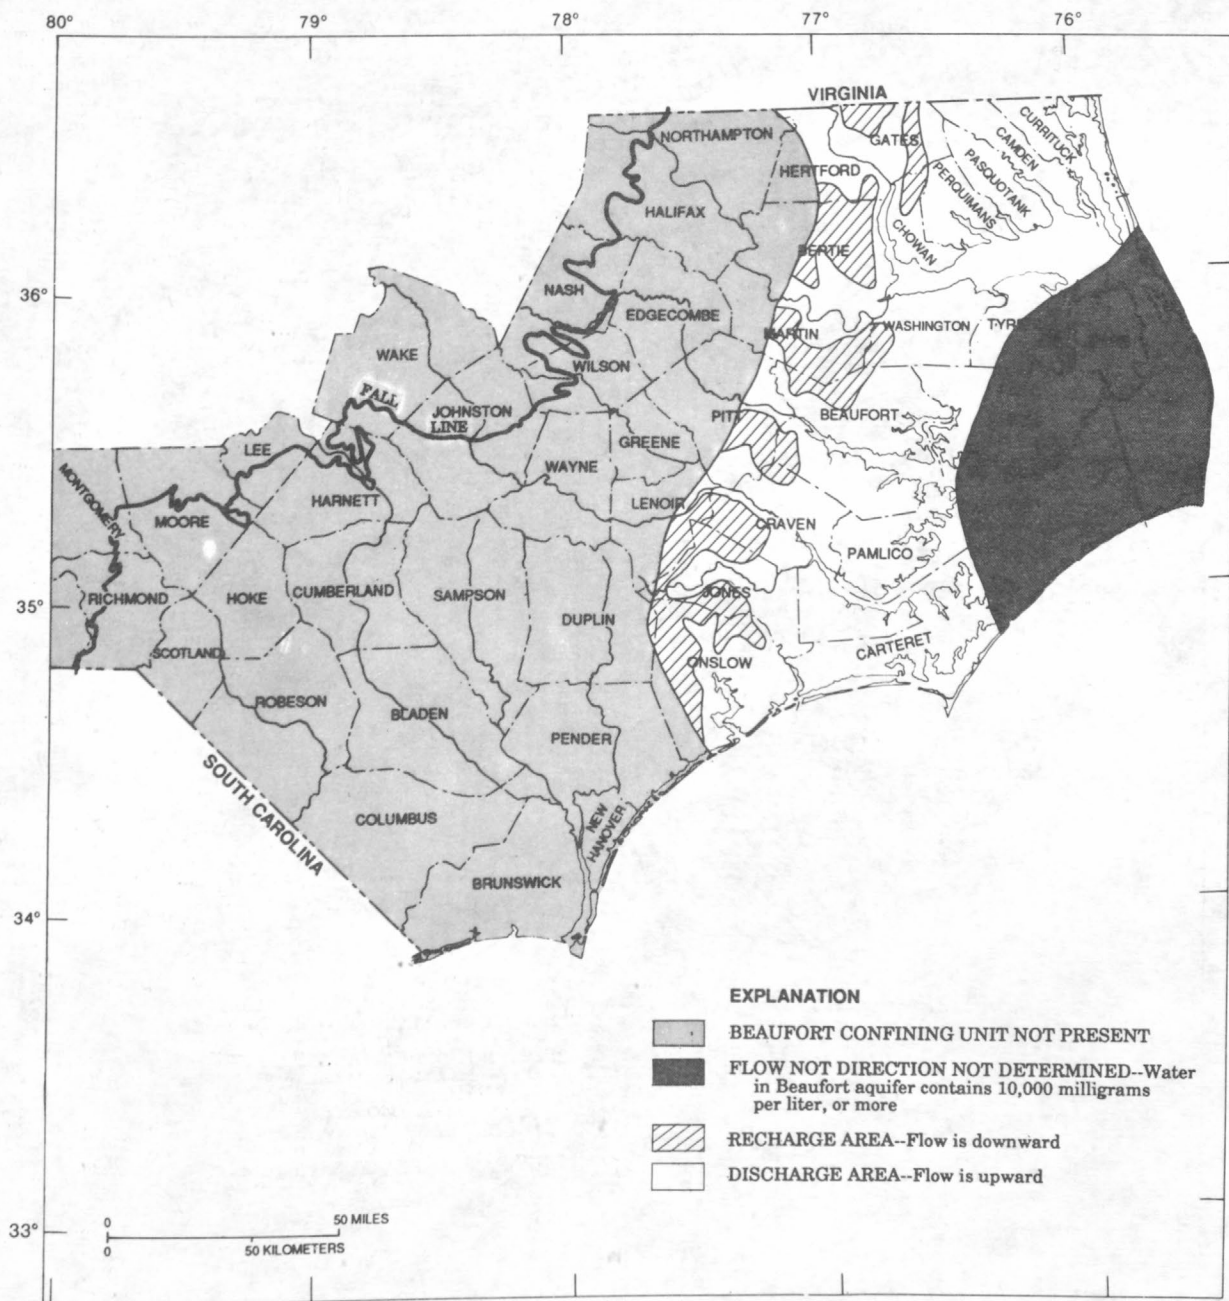 80°
79°
78°
77°
76°
VIRGINIA
NORTHAMPTON
GATES
CURRITUCK
CAMDEN
PASQUOTANK
PERQUIMANS
HERTFORD
HALIFAX
CHOWAN
BERTIE
36°
NASH
EDGECOMBE
MARTIN
WASHINGTON
WAKE
WILSON
FALL
LINE
JOHNSTON
PITT
BEAUFORT
LEE
GREENE
WAYNE
MONTGOMERY
HARNETT
LENOIR
MOORE
CRAVEN
PAMLICO
35°
RICHMOND
HOKE
CUMBERLAND
SAMPSON
JONES
DUPLIN
CARTERET
SCOTLAND
ONSLOW
ROBESON
BLADEN
PENDER
SOUTH CAROLINA
COLUMBUS
NEW
HANOVER
BRUNSWICK
34°
EXPLANATION
BEAUFORT CONFINING UNIT NOT PRESENT
FLOW NOT DIRECTION NOT DETERMINED--Water
in Beaufort aquifer contains 10,000 milligrams
per liter, or more
RECHARGE AREA--Flow is downward
DISCHARGE AREA--Flow is upward
33°
0
50 MILES
0
50 KILOMETERS